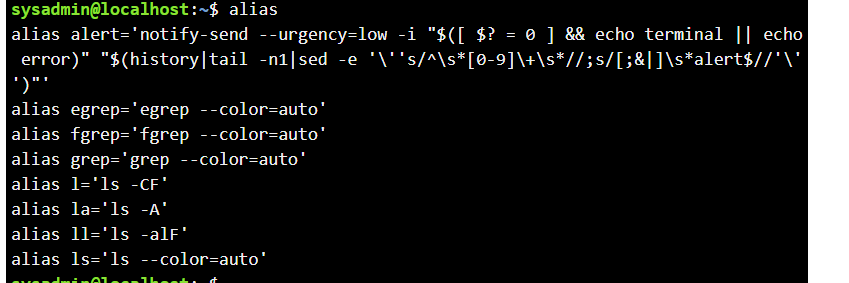 sysadmin@localhost:~$ alias
alias alert='notify-send --urgency=low -i "$([ $? = 0 ] && echo terminal || echo
 error)" "$(history|tail -n1|sed -e '\''s/^\s*[0-9]\+\s*//;s/[;&|]\s*alert$//'\'
')"'
alias egrep='egrep --color=auto'
alias fgrep='fgrep --color=auto'
alias grep='grep --color=auto'
alias l='ls -CF'
alias la='ls -A'
alias ll='ls -alF'
alias ls='ls --color=auto'